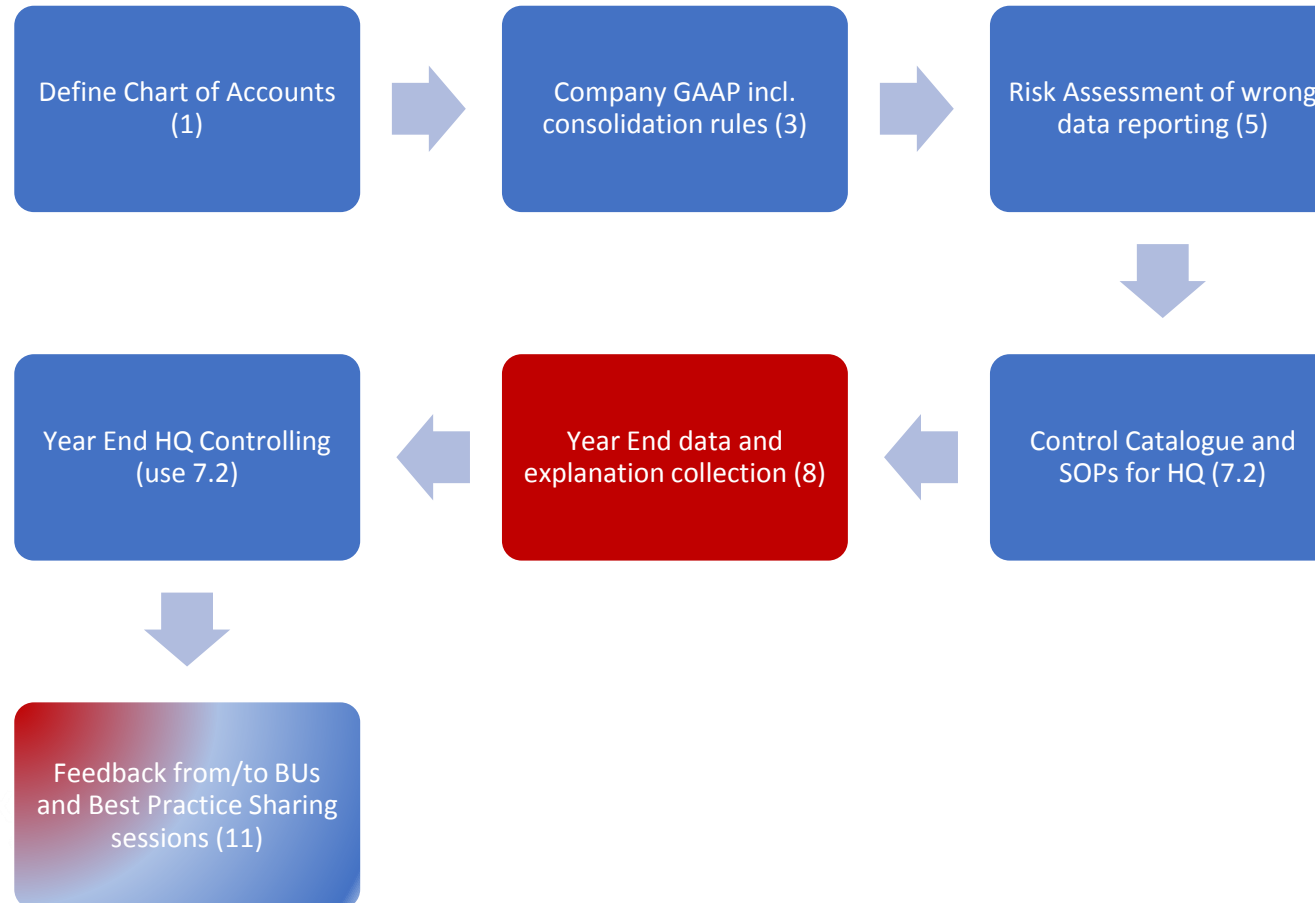 Define Chart of Accounts
(1)
Company GAAP incl.
consolidation rules (3)
Risk Assessment of wrong
data reporting (5)
Year End HQ Controlling
(use 7.2)
Year End data and
explanation collection (8)
Control Catalogue and
SOPs for HQ (7.2)
Feedback from/to BUs
and Best Practice Sharing
sessions (11)